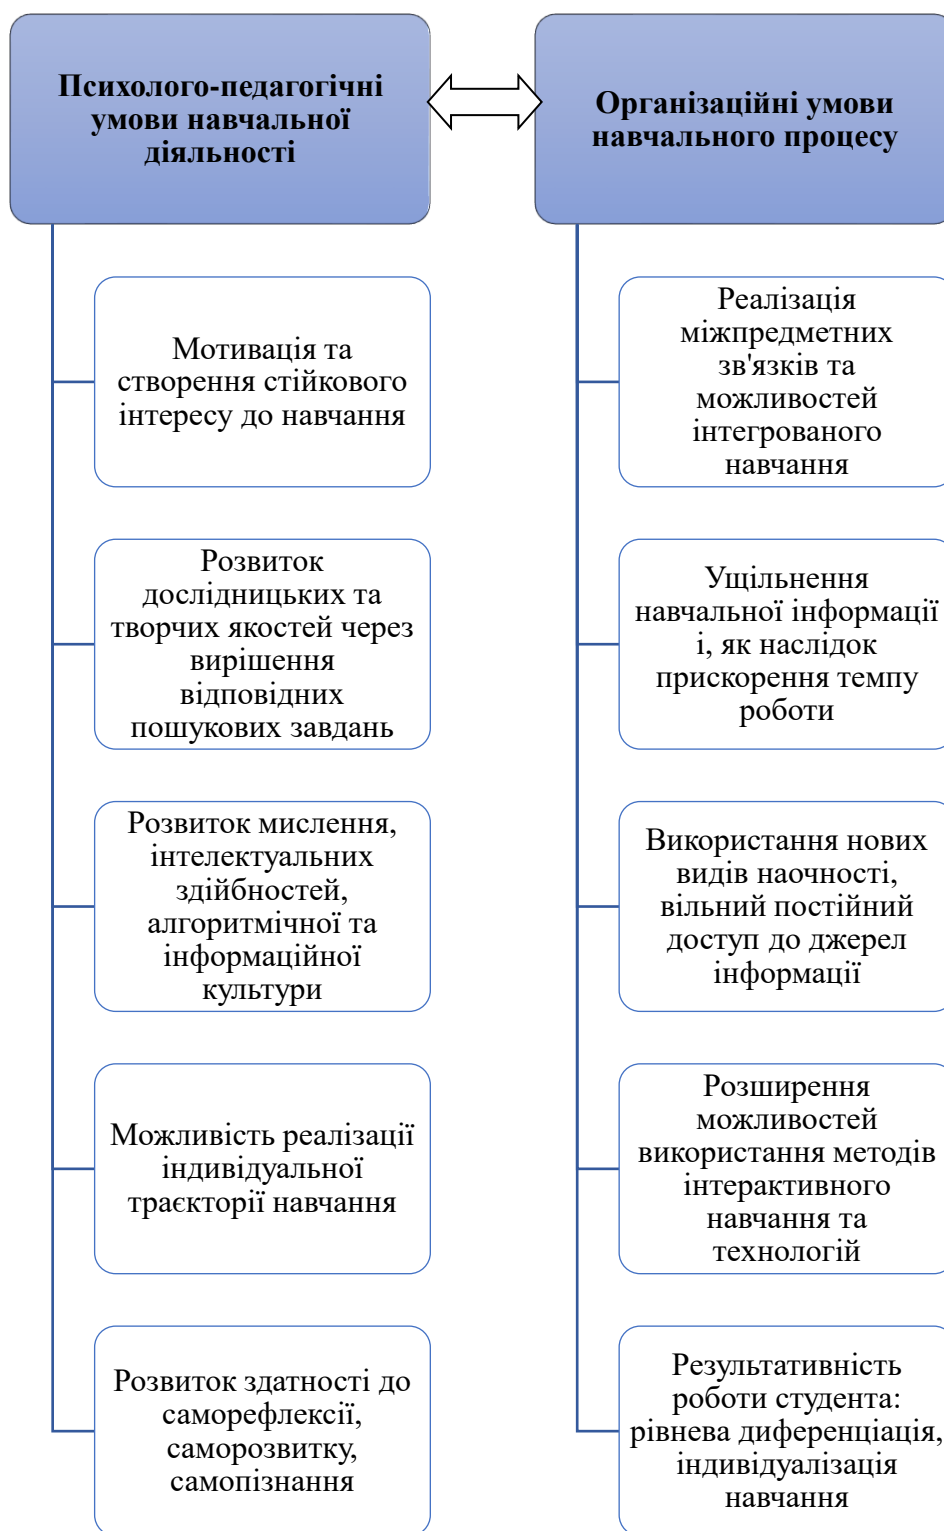 Психолого-педагогічні
умови навчальної
діяльності
Мотивація та
створення стійкового
інтересу до навчання
Розвиток
дослідницьких та
творчих якостей через
вирішення
відповідних
пошукових завдань
Розвиток мислення,
інтелектуальних
здійбностей,
алгоритмічної та
інформаційної
культури
Можливість реалізації
індивідуальної
траєкторії навчання
Розвиток здатності до
саморефлексії,
саморозвитку,
самопізнання
Організаційні умови
навчального процесу
Реалізація
міжпредметних
зв'язків та
можливостей
інтегрованого
навчання
Ущільнення
навчальної інформації
і, як наслідок
прискорення темпу
роботи
Використання нових
видів наочності,
вільний постійний
доступ до джерел
інформації
Розширення
можливостей
використання методів
інтерактивного
навчання та
технологій
Результативність
роботи студента:
рівнева диференціація,
індивідуалізація
навчання